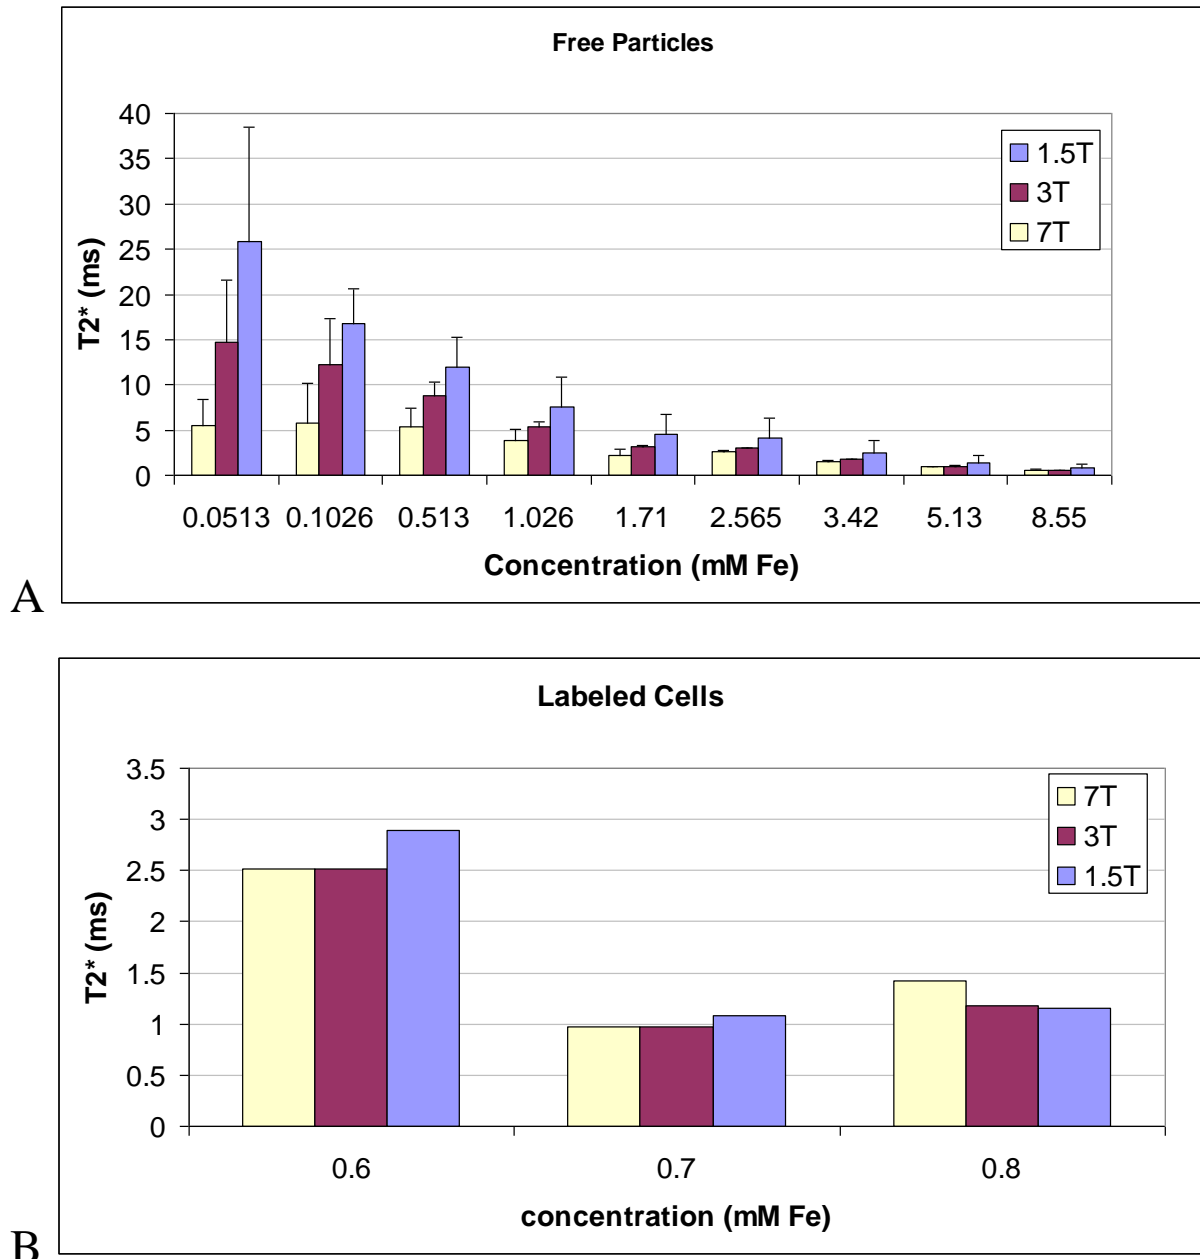 Free Particles
40
35
30
25
20
15
10
5
0
T2* (ms)
1.5T
3T
7T
0.0513 0.1026 0.513 1.026 1.71 2.565 3.42 5.13 8.55
Concentration (mM Fe)
A
Labeled Cells
3.5
3
2.5
2
1.5
1
0.5
0
T2* (ms)
7T
3T
1.5T
0.6 0.7 0.8
concentration (mM Fe)
B